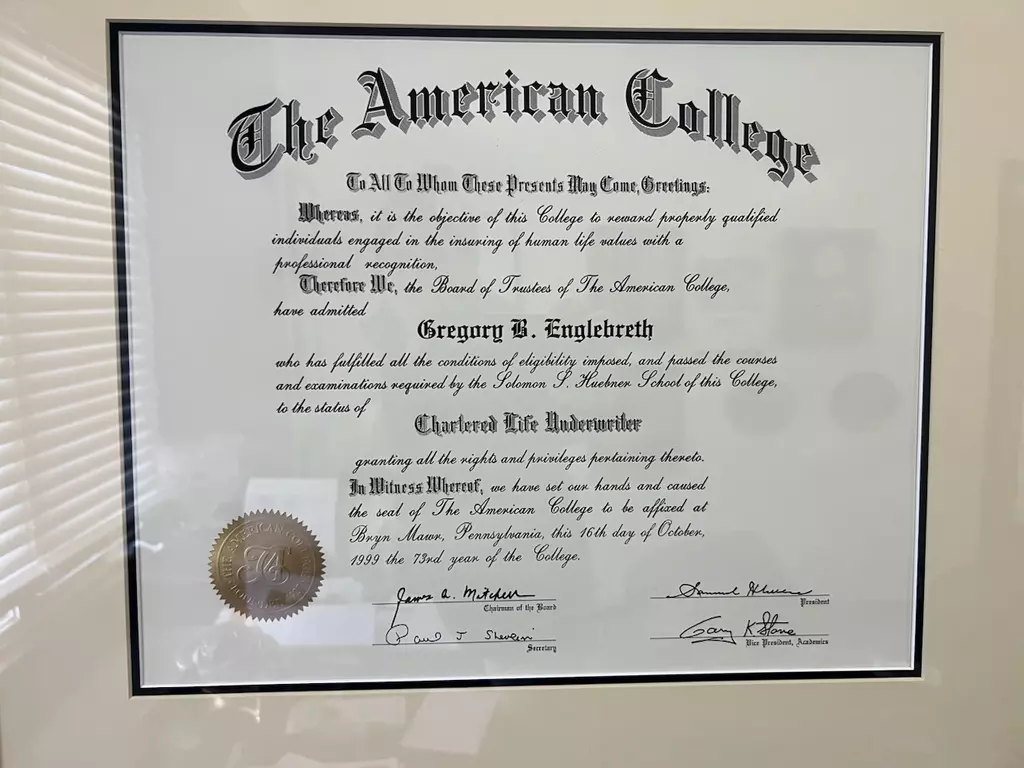 The American College
To All To Whom These Presents May Come, Greetings:
Whereas, it is the objective of this College to reward properly qualified
individuals engaged in the insuring of human life values with a
professional recognition,
Therefore We, the Board of Trustees of The American College,
have admitted
Gregory B. Englebreth
who has fulfilled all the conditions of eligibility imposed, and passed the courses
and examinations required by the Solomon S. Huebner School of this College,
to the status of
Chartered Life Underwriter
granting all the rights and privileges pertaining thereto.
In Witness Whereof, we have set our hands and caused
the seal of The American College to be affixed at
Bryn Mawr, Pennsylvania, this 16th day of October,
1999 the 73rd year of the College.
James A. Mitchell
Chairman of the Board
President
Paul J
Secretary
Gary K Stone
Vice President, Academics
THE AMERICAN